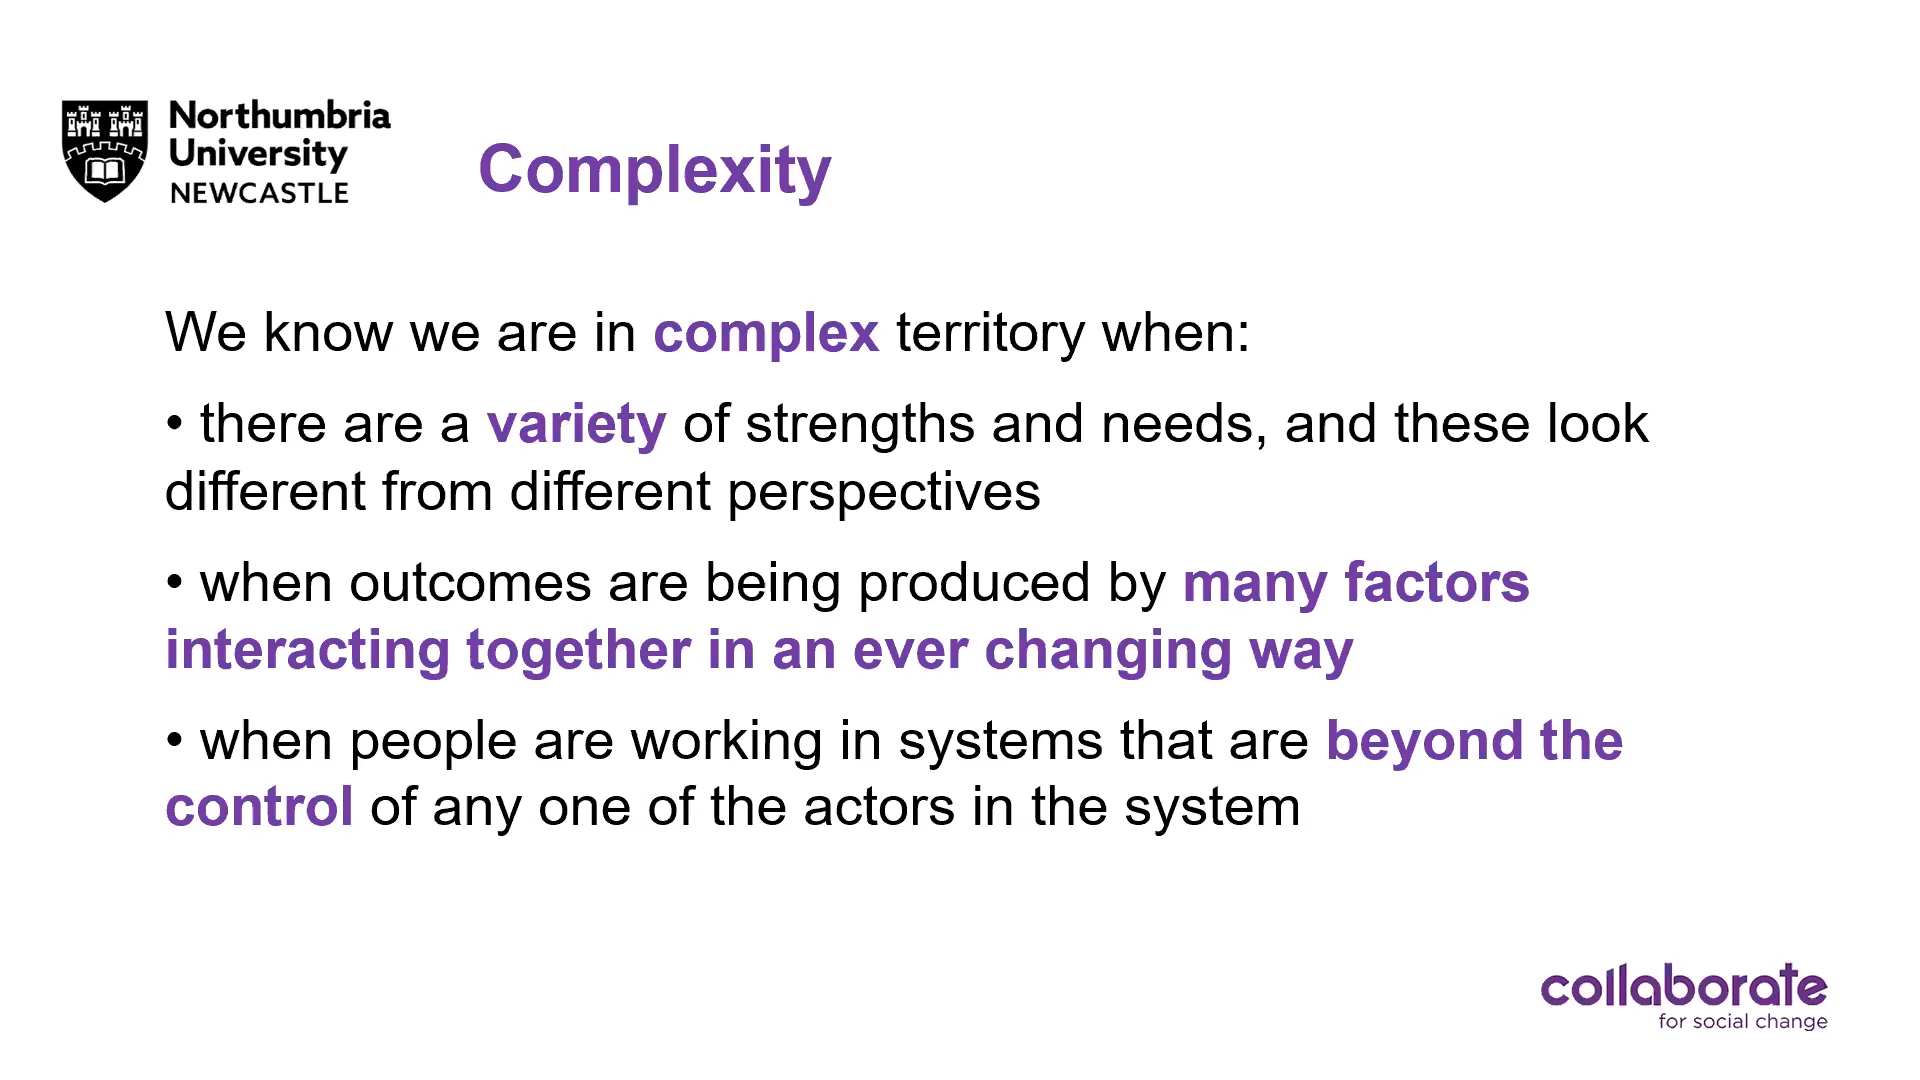 Northumbria
University
NEWCASTLE
Complexity
We know we are in complex territory when:
• there are a variety of strengths and needs, and these look
different from different perspectives
• when outcomes are being produced by many factors
interacting together in an ever changing way
• when people are working in systems that are beyond the
control of any one of the actors in the system
collaborate
for social change